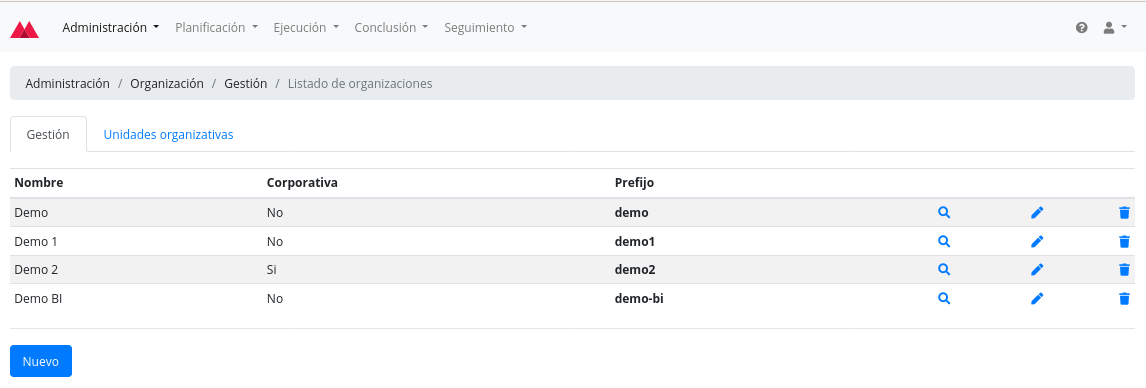 Administración Planificación Ejecución Conclusión Seguimiento
Administración / Organización / Gestión / Listado de organizaciones
Gestión Unidades organizativas
Nombre Corporativa Prefijo
Demo No demo
Demo 1 No demo1
Demo 2 Si demo2
Demo BI No demo-bi
Nuevo